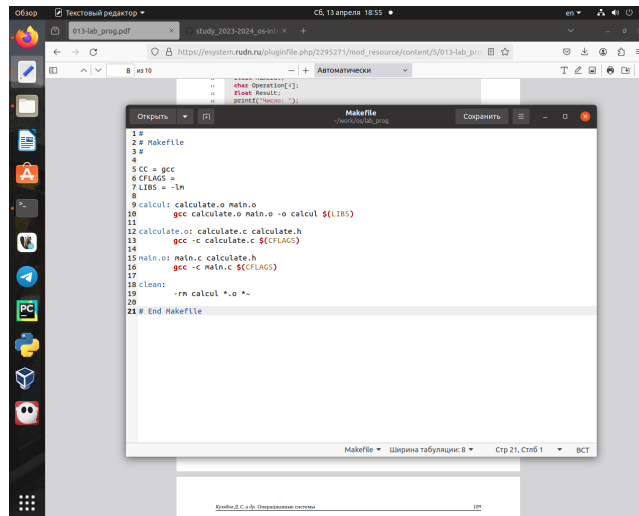 Обзор Текстовый редактор Сб, 13 апреля 18:55 en
013-lab_prog.pdf × study_2023-2024_os-intr × +
https://esystem.rudn.ru/pluginfile.php/2295271/mod_resource/content/5/013-lab_pro
8 из 10 — + Автоматически
char Operation[4];
float Result;
printf("Число: ");
Открыть Makefile Сохранить
~/work/os/lab_prog
1 #
2 # Makefile
3 #
4
5 CC = gcc
6 CFLAGS =
7 LIBS = -lm
8
9 calcul: calculate.o main.o
10 gcc calculate.o main.o -o calcul $(LIBS)
11
12 calculate.o: calculate.c calculate.h
13 gcc -c calculate.c $(CFLAGS)
14
15 main.o: main.c calculate.h
16 gcc -c main.c $(CFLAGS)
17
18 clean:
19 -rm calcul *.o *~
20
21 # End Makefile
Makefile Ширина табуляции: 8 Стр 21, Стлб 1 ВСТ
PC
Кулябов Д. С. и др. Операционные системы 109